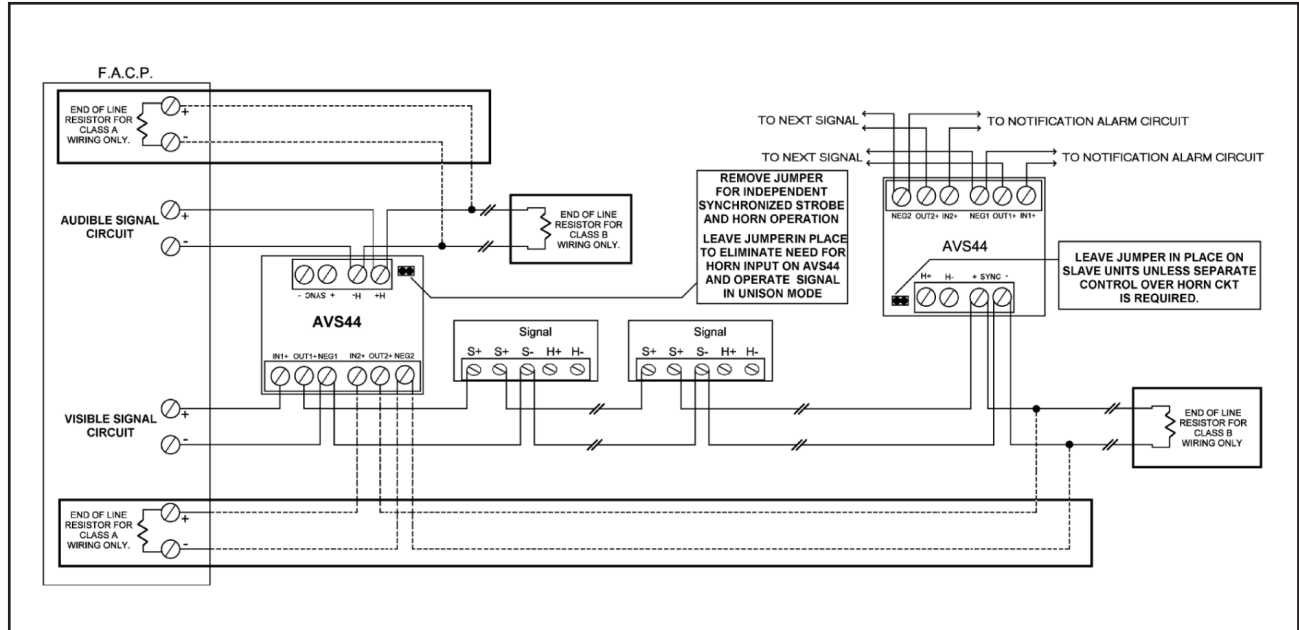 F.A.C.P.
END OF LINE
RESISTOR FOR
CLASS A
WIRING ONLY.
+
-
AUDIBLE SIGNAL
CIRCUIT
+
-
END OF LINE
RESISTOR FOR
CLASS B
WIRING ONLY.
- SYNC + H- H+
AVS44
IN1+ OUT1+ NEG1 IN2+ OUT2+ NEG2
REMOVE JUMPER
FOR INDEPENDENT
SYNCHRONIZED STROBE
AND HORN OPERATION
LEAVE JUMPERIN PLACE
TO ELIMINATE NEED FOR
HORN INPUT ON AVS44
AND OPERATE SIGNAL
IN UNISON MODE
TO NEXT SIGNAL
TO NOTIFICATION ALARM CIRCUIT
TO NEXT SIGNAL
TO NOTIFICATION ALARM CIRCUIT
NEG2 OUT2+ IN2+ NEG1 OUT1+ IN1+
AVS44
H+ H- + SYNC -
LEAVE JUMPER IN PLACE ON
SLAVE UNITS UNLESS SEPARATE
CONTROL OVER HORN CKT
IS REQUIRED.
Signal
S+ S+ S- H+ H-
Signal
S+ S+ S- H+ H-
VISIBLE SIGNAL
CIRCUIT
+
-
END OF LINE
RESISTOR FOR
CLASS B
WIRING ONLY
END OF LINE
RESISTOR FOR
CLASS A
WIRING ONLY.
+
-